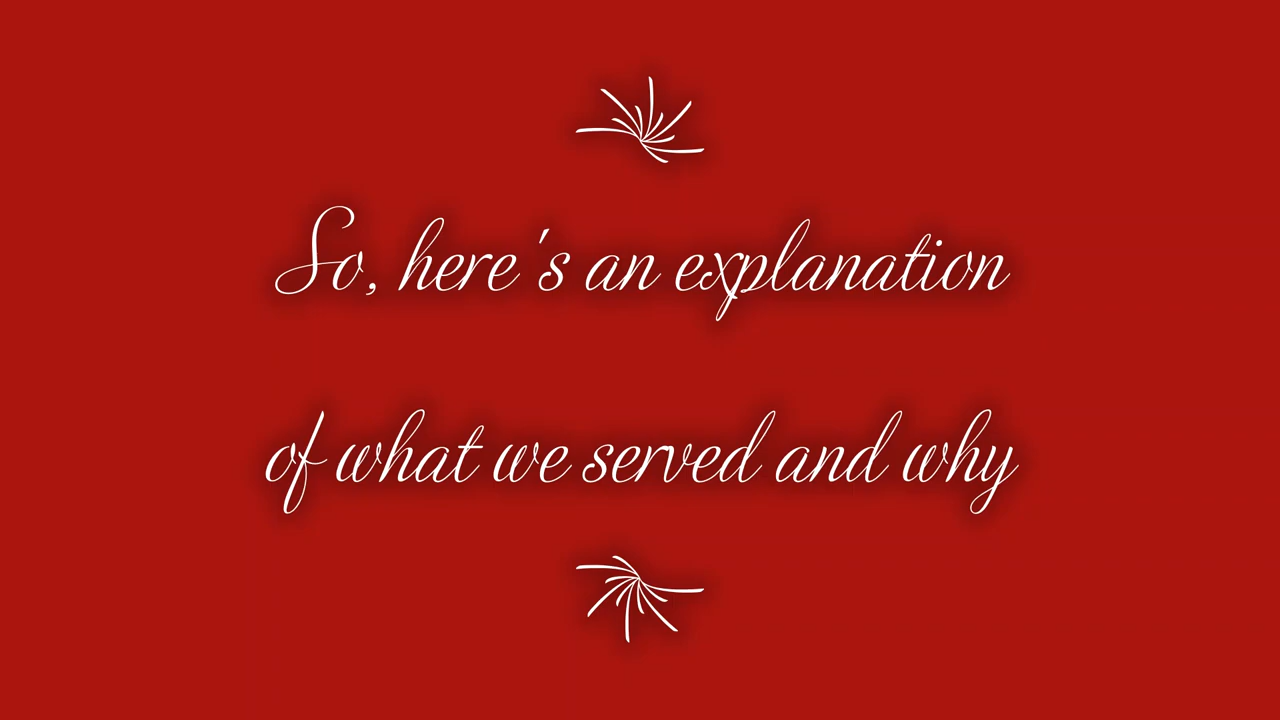 So, here's an explanation
of what we served and why